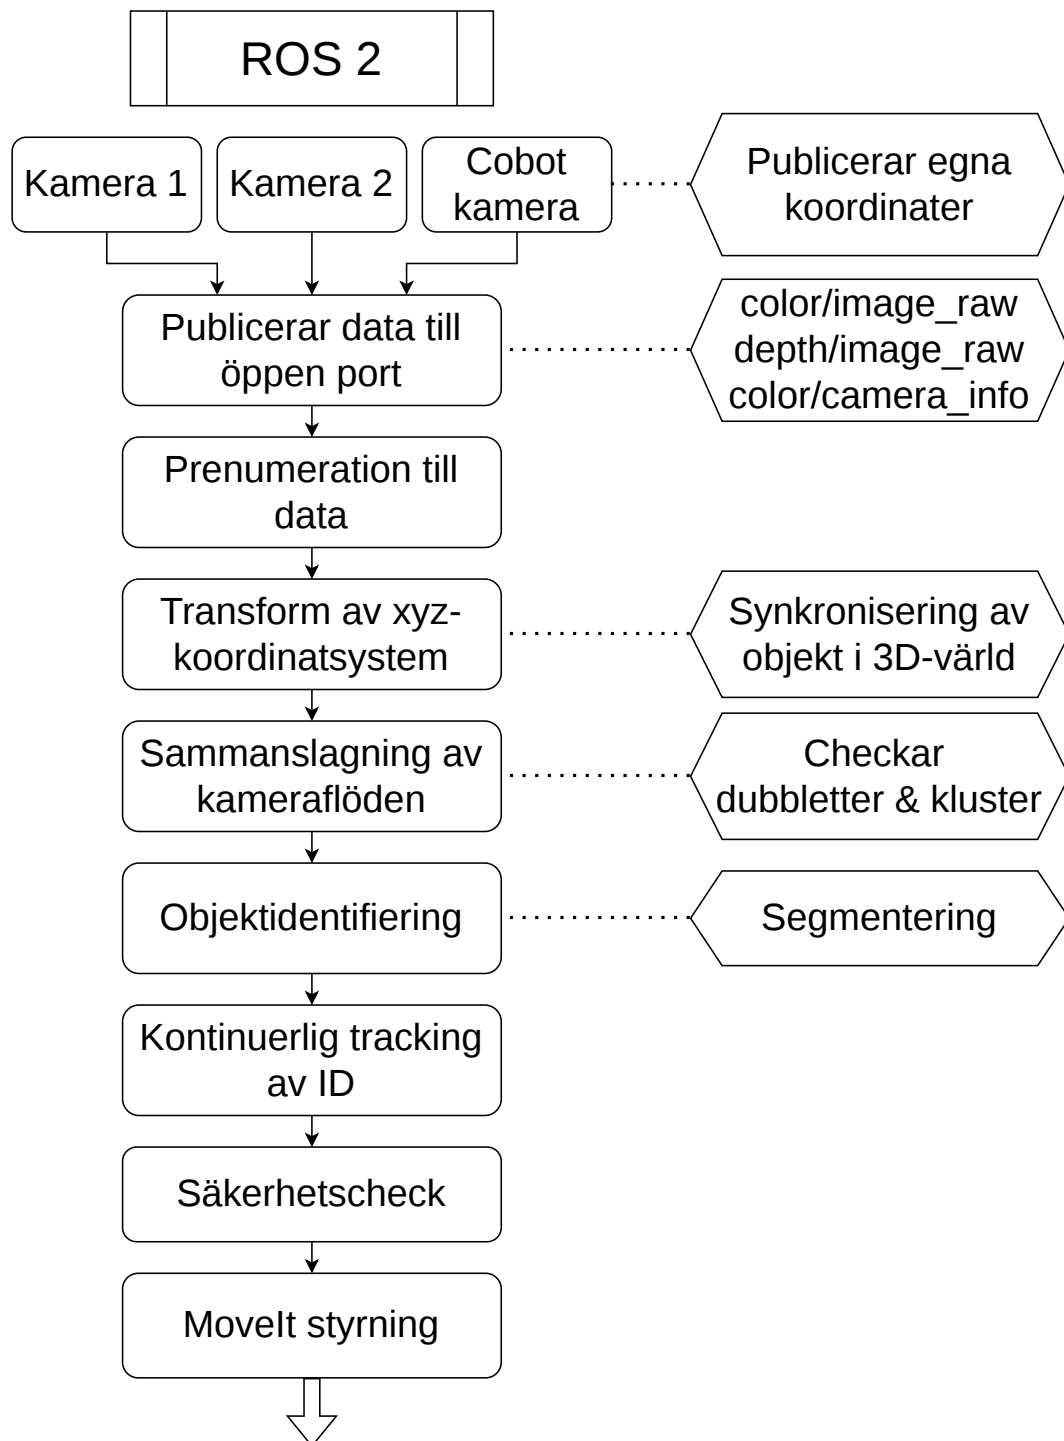 ROS 2
Kamera 1
Kamera 2
Cobot
kamera
Publicerar egna
koordinater
Publicerar data till
öppen port
color/image_raw
depth/image_raw
color/camera_info
Prenumeration till
data
Transform av xyz-
koordinatsystem
Synkronisering av
objekt i 3D-värld
Sammanslagning av
kameraflöden
Checkar
dubbletter & kluster
Objektidentifiering
Segmentering
Kontinuerlig tracking
av ID
Säkerhetscheck
MoveIt styrning